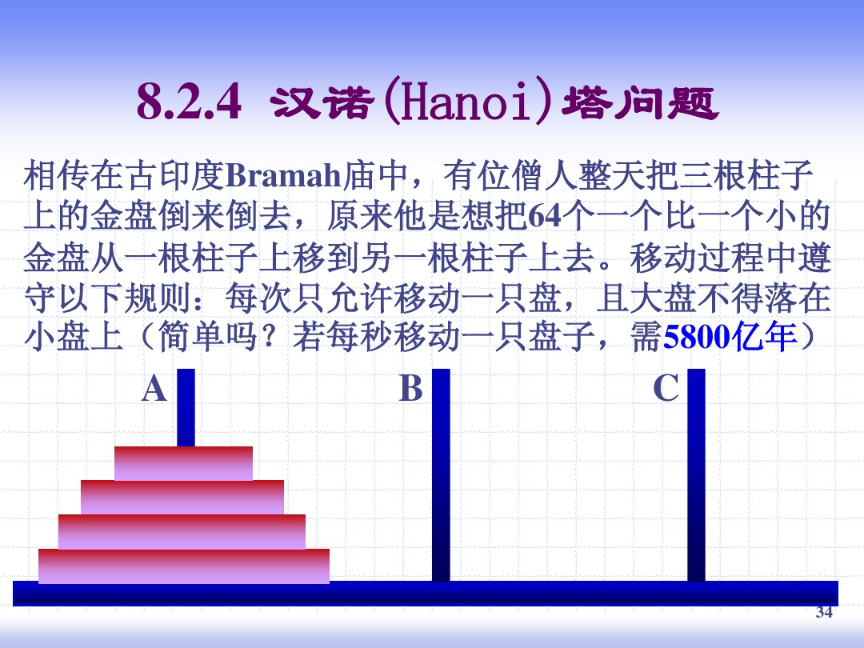 8.2.4 汉诺(Hanoi)塔问题
相传在古印度Bramah庙中，有位僧人整天把三根柱子
上的金盘倒来倒去，原来他是想把64个一个比一个小的
金盘从一根柱子上移到另一根柱子上去。移动过程中遵
守以下规则：每次只允许移动一只盘，且大盘不得落在
小盘上（简单吗？若每秒移动一只盘子，需5800亿年）
A B C
34